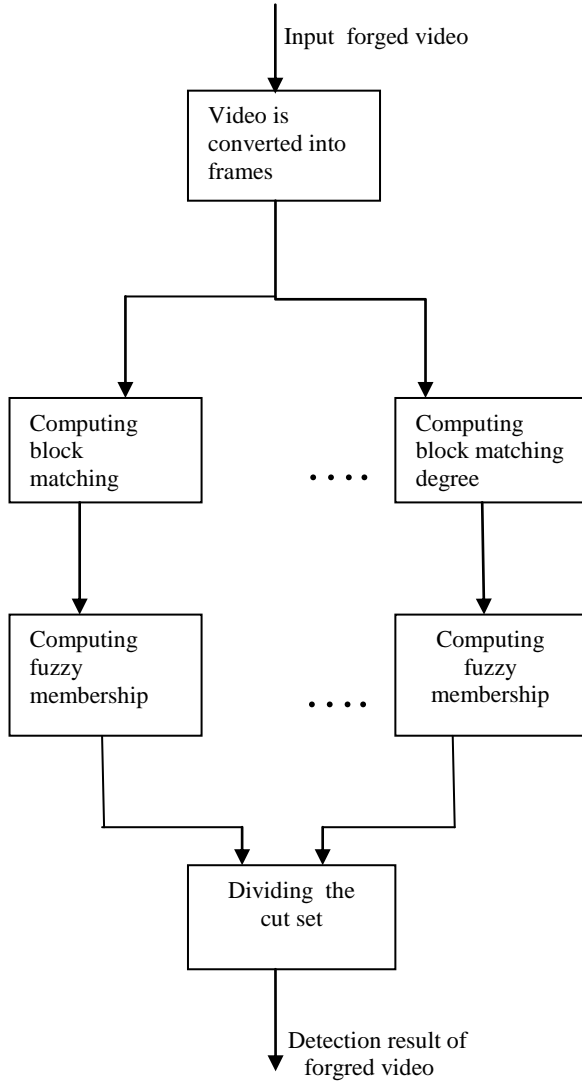 Input forged video
Video is
converted into
frames
Computing
block
matching
Computing
block matching
degree
. . . .
Computing
fuzzy
membership
Computing
fuzzy
membership
. . . .
Dividing the
cut set
Detection result of
forgred video